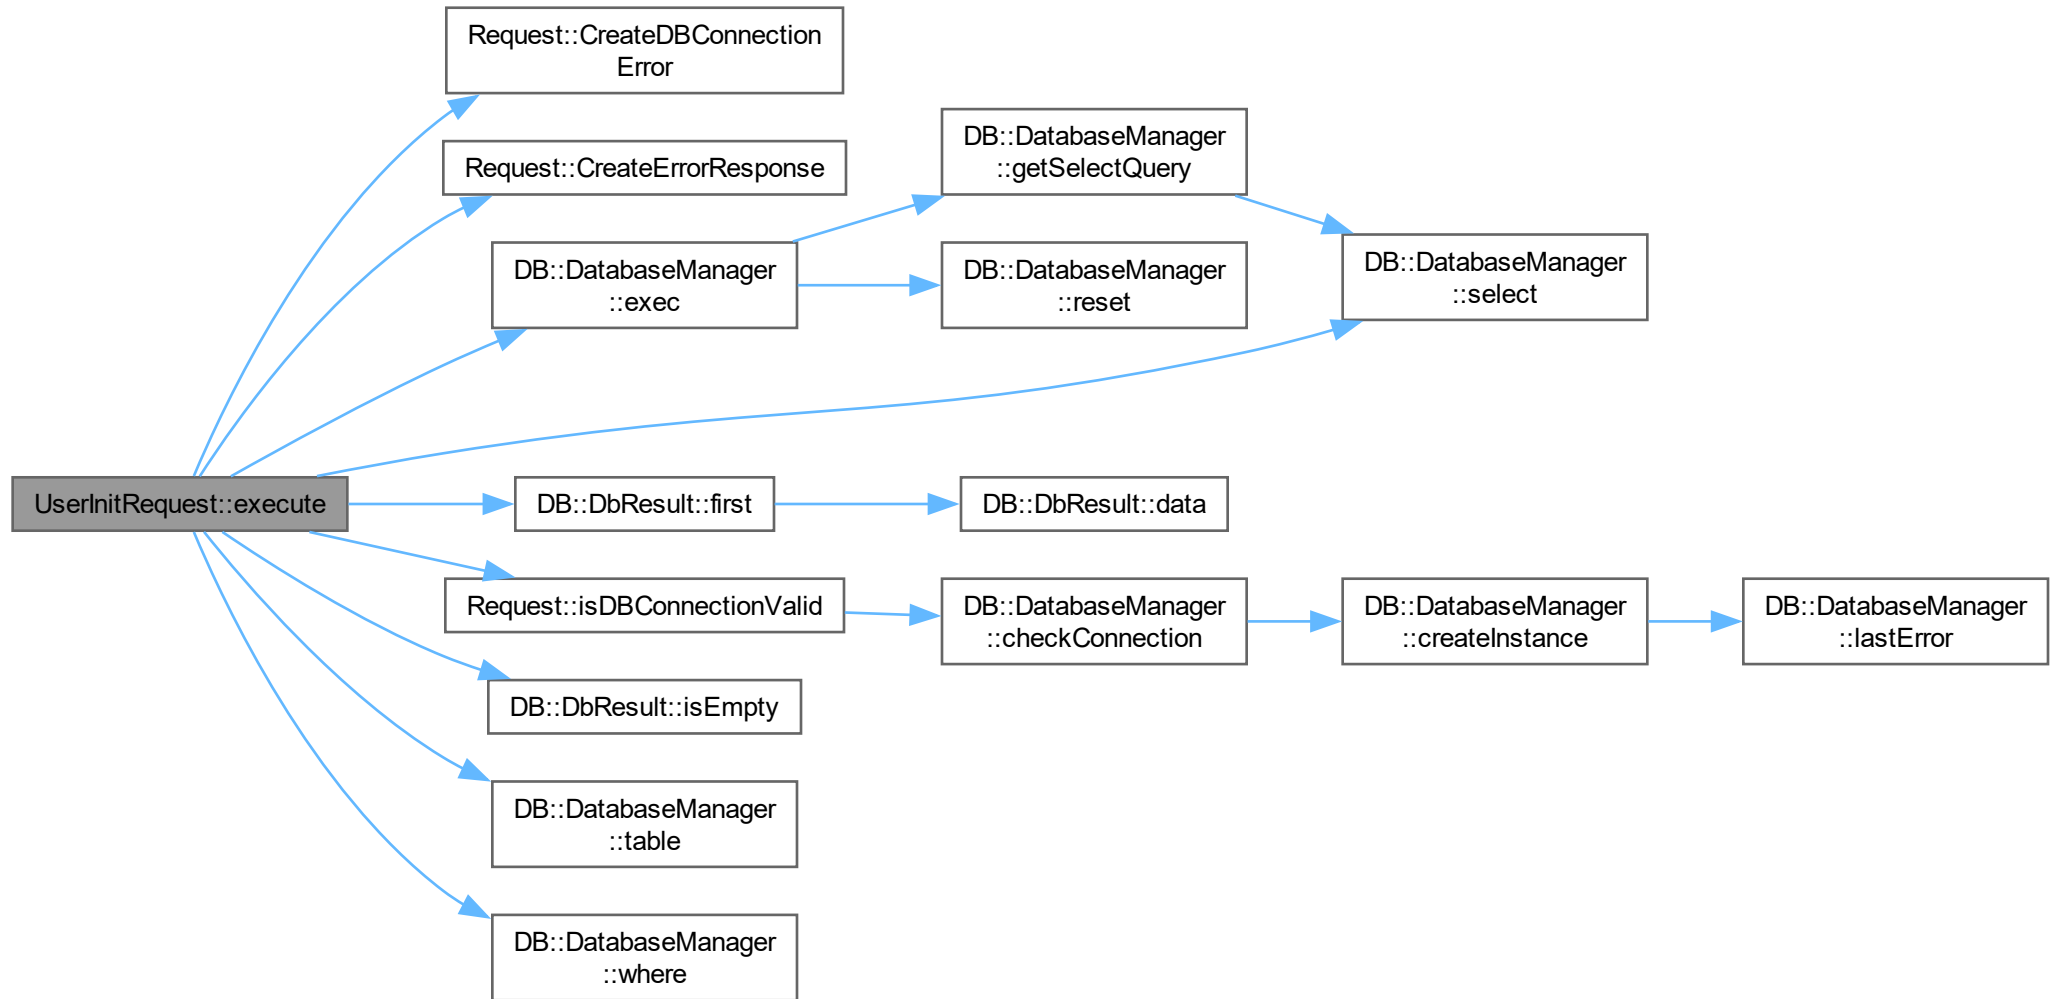 Request::CreateDBConnection
Error
Request::CreateErrorResponse
DB::DatabaseManager
::exec
DB::DatabaseManager
::getSelectQuery
DB::DatabaseManager
::reset
DB::DatabaseManager
::select
UserInitRequest::execute
DB::DbResult::first
DB::DbResult::data
Request::isDBConnectionValid
DB::DatabaseManager
::checkConnection
DB::DatabaseManager
::createInstance
DB::DatabaseManager
::lastError
DB::DbResult::isEmpty
DB::DatabaseManager
::table
DB::DatabaseManager
::where